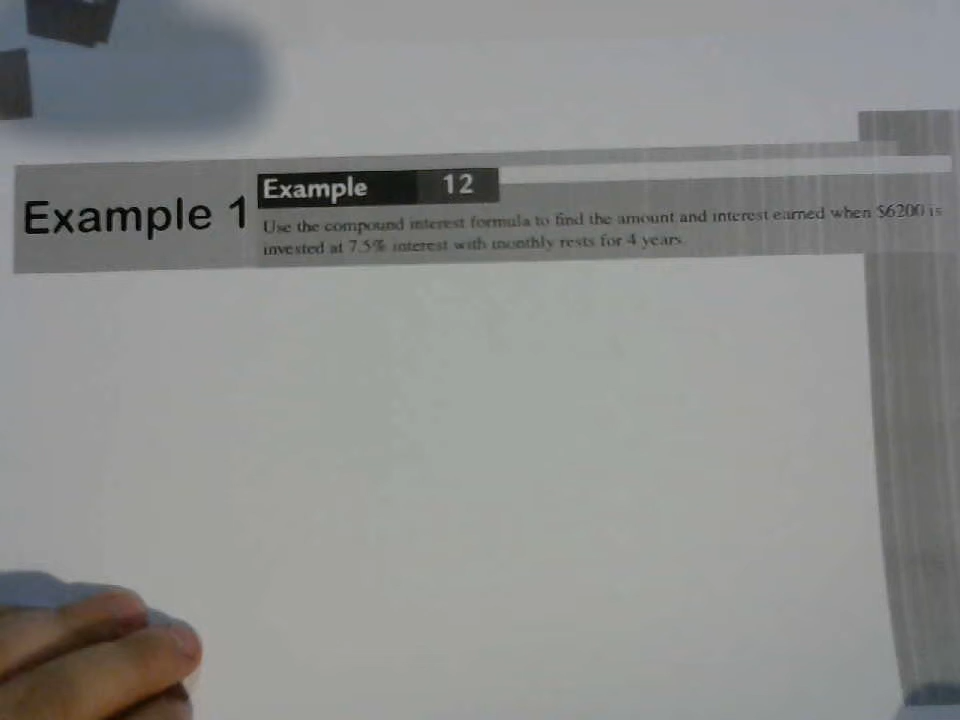 Example 1
Example 12
Use the compound interest formula to find the amount and interest earned when $6200 is
invested at 7.5% interest with monthly rests for 4 years.